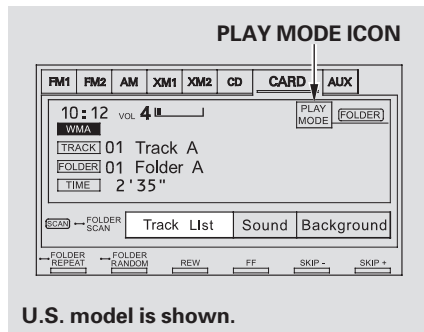 PLAY MODE ICON
FM1 FM2 AM XM1 XM2 CD CARD AUX
10:12 VOL 4 PLAY MODE FOLDER
WMA
TRACK 01 Track A
FOLDER 01 Folder A
TIME 2'35"
SCAN FOLDER SCAN Track LIst Sound Background
FOLDER REPEAT FOLDER RANDOM REW FF SKIP - SKIP +
U.S. model is shown.